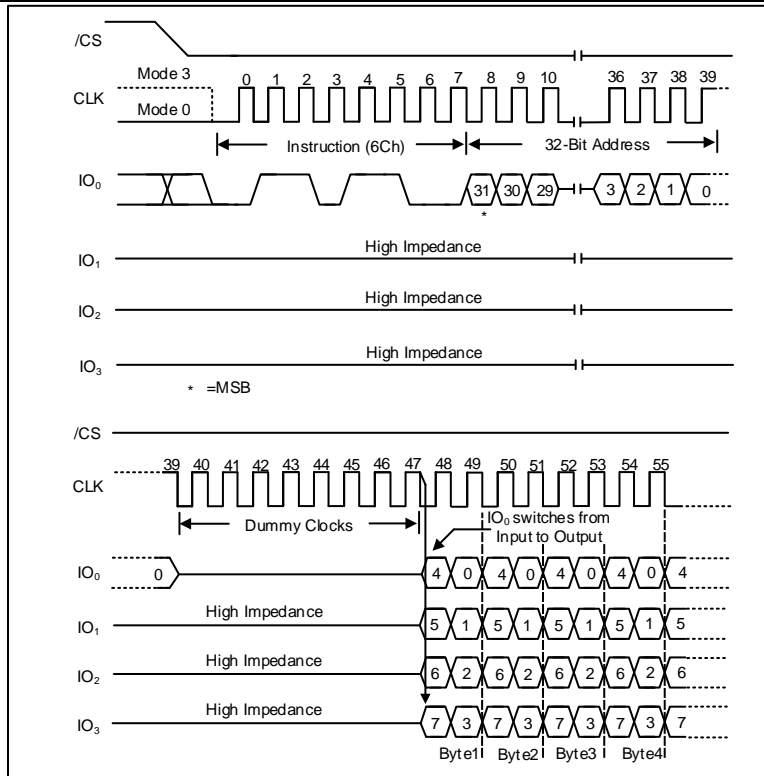 /CS
Mode 3
CLK
Mode 0
0 1 2 3 4 5 6 7 8 9 10 36 37 38 39
Instruction (6Ch)
32-Bit Address
IO0
31 30 29 3 2 1 0
*
IO1
High Impedance
IO2
High Impedance
IO3
High Impedance
* =MSB
/CS
39 40 41 42 43 44 45 46 47 48 49 50 51 52 53 54 55
CLK
Dummy Clocks
IO0 switches from
Input to Output
IO0
0 4 0 4 0 4 0 4 0 4
IO1
High Impedance
5 1 5 1 5 1 5 1 5
IO2
High Impedance
6 2 6 2 6 2 6 2 6
IO3
High Impedance
7 3 7 3 7 3 7 3 7
Byte1 Byte2 Byte3 Byte4